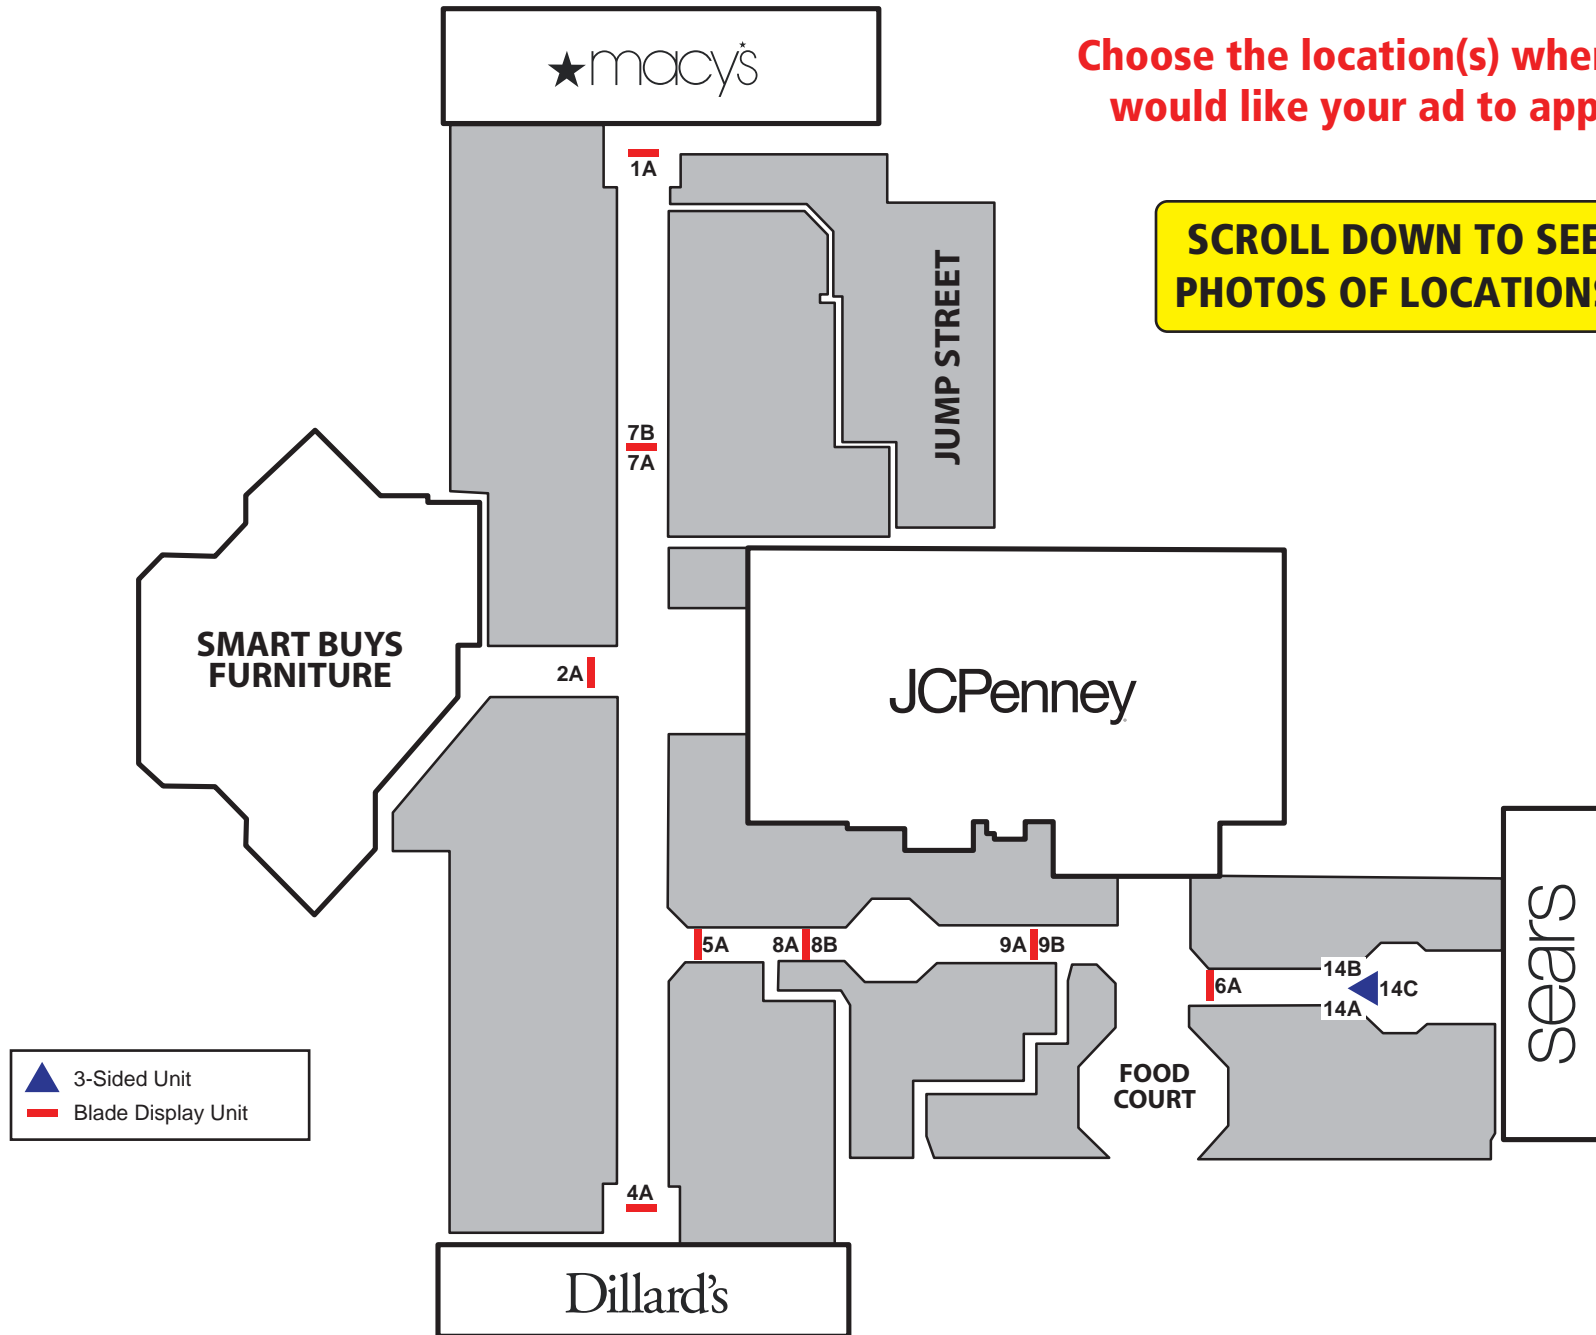 ★macy's
Choose the location(s) wher
would like your ad to app
1A
SCROLL DOWN TO SEE
PHOTOS OF LOCATIONS
JUMP STREET
7B
7A
SMART BUYS
FURNITURE
2A
JCPenney
sears
5A
8A 8B
9A 9B
14B
6A
14C
14A
FOOD
COURT
3-Sided Unit
Blade Display Unit
4A
Dillard's